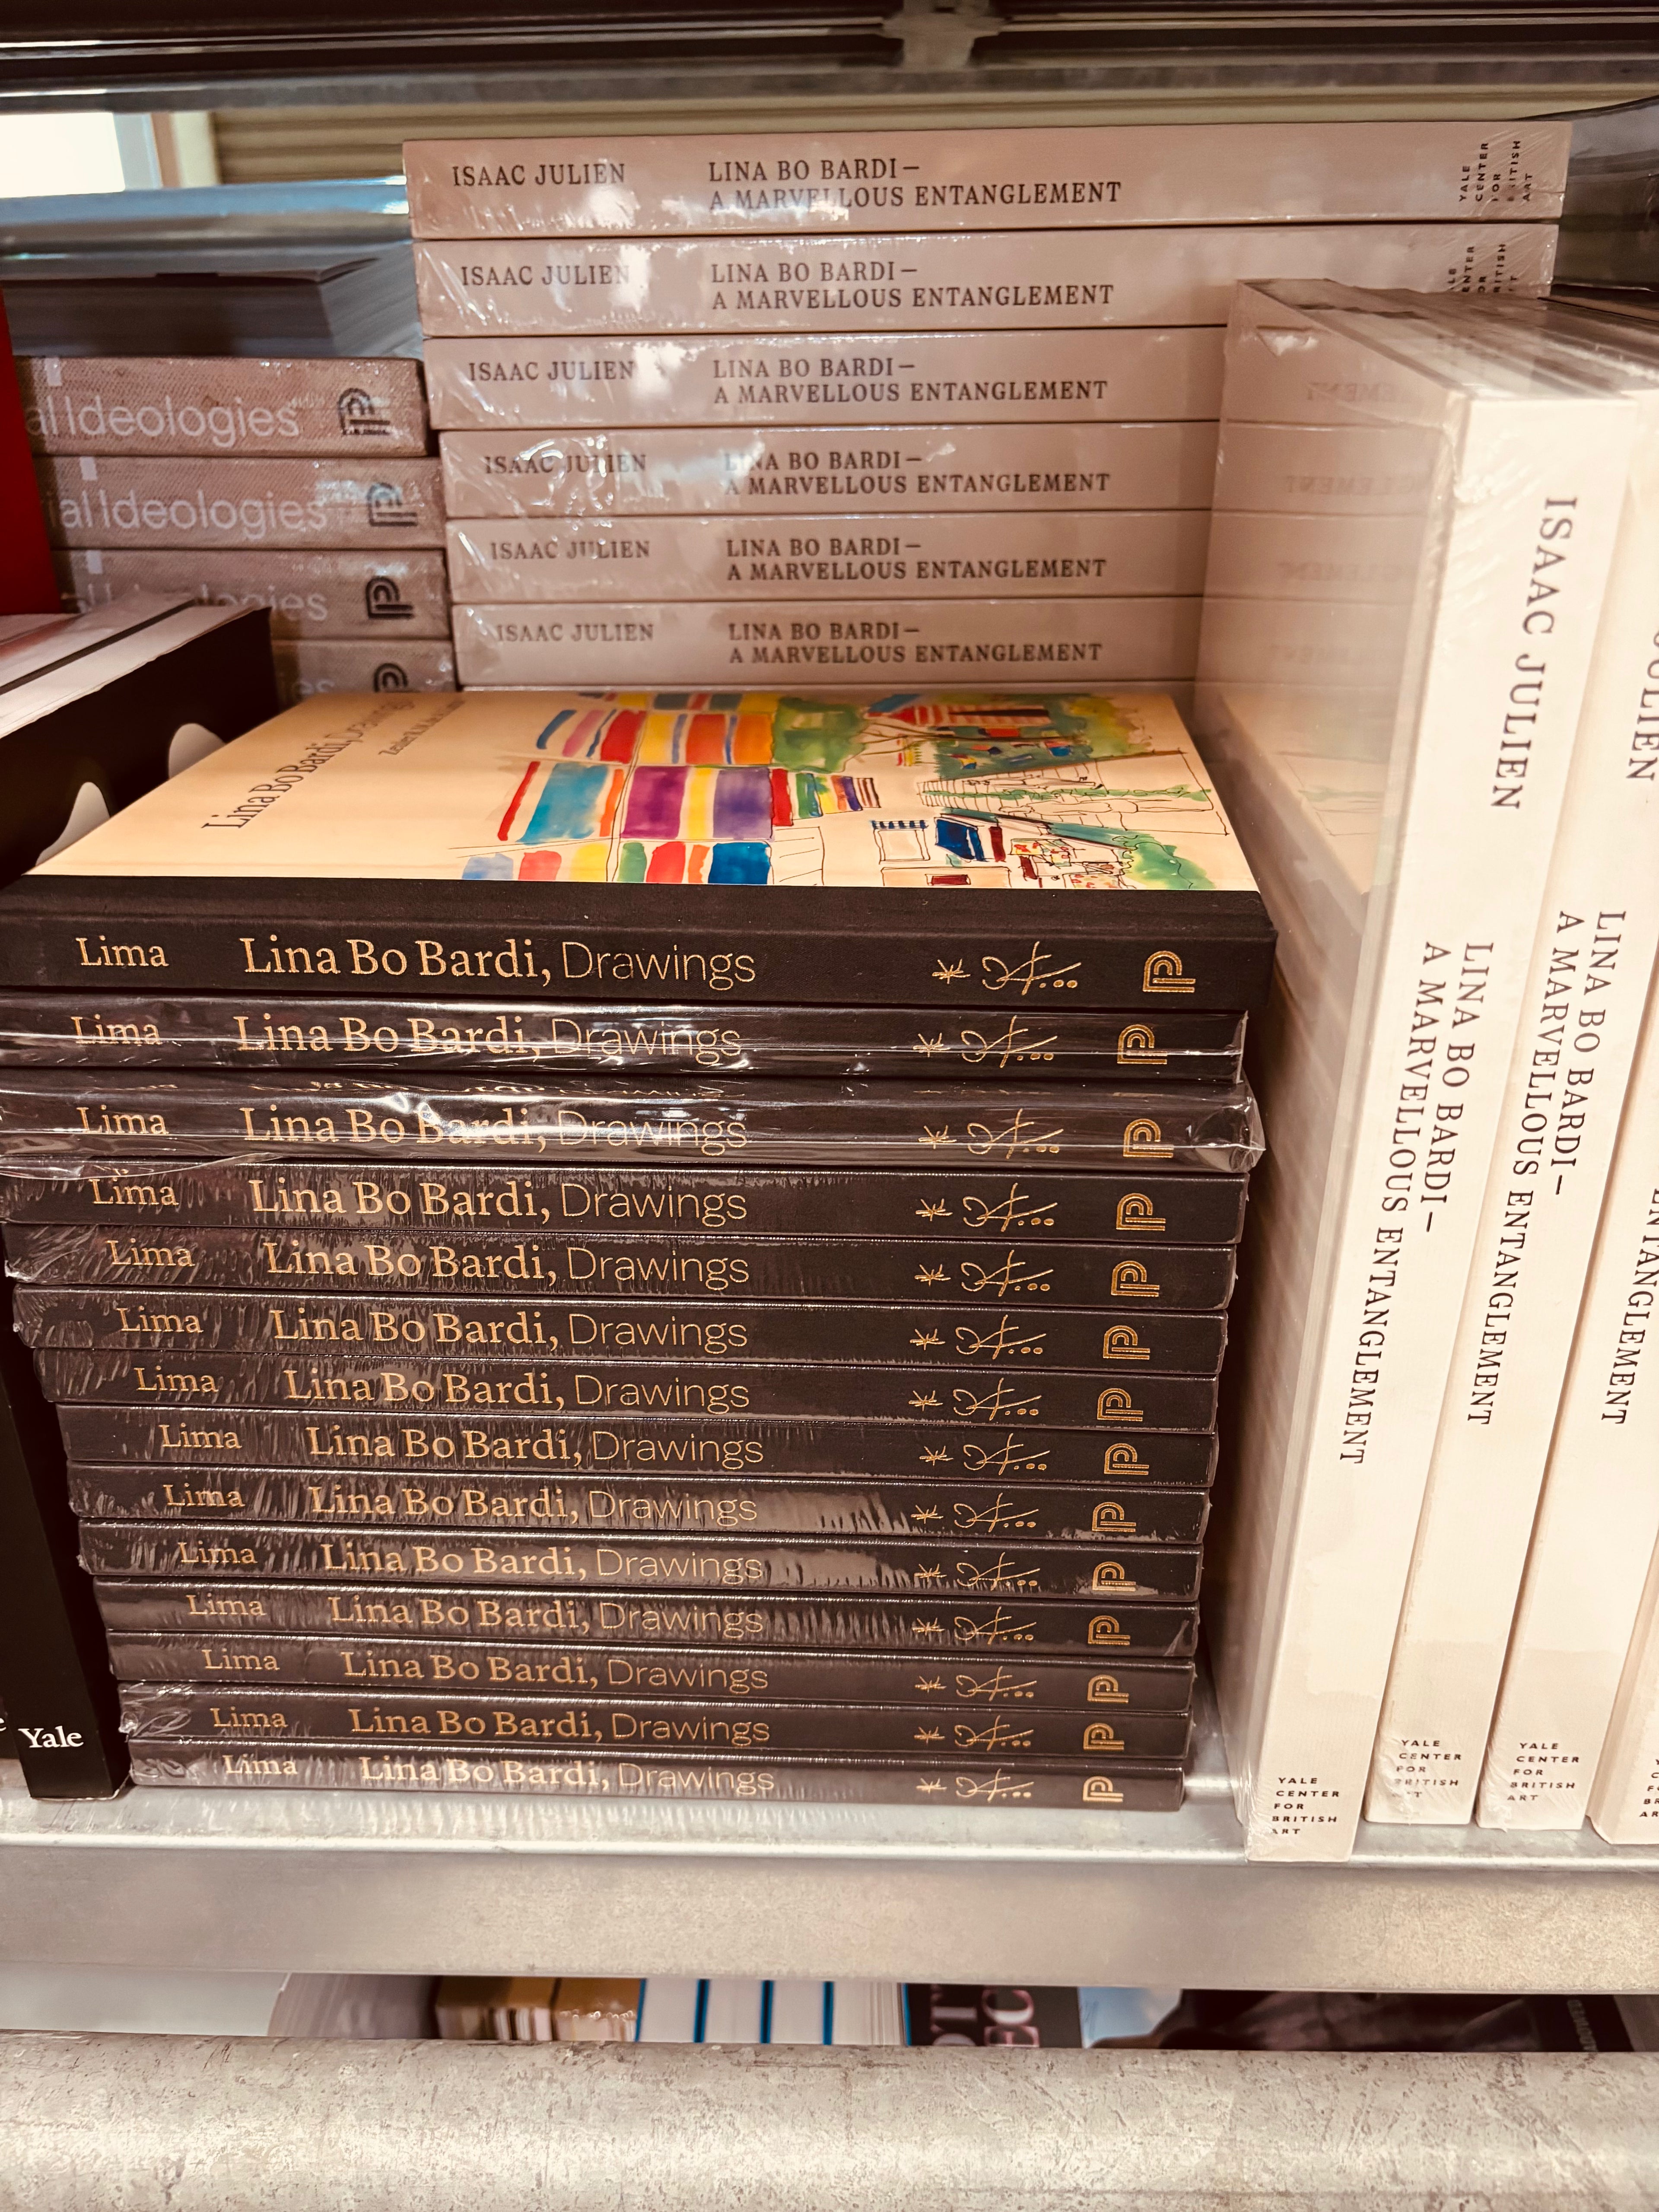 ISAAC JULIEN LINA BO BARDI—
A MARVELLOUS ENTANGLEMENT
YALE
CENTER
FOR
BRITISH
ART
ISAAC JULIEN LINA BO BARDI—
A MARVELLOUS ENTANGLEMENT
ISAAC JULIEN LINA BO BARDI—
A MARVELLOUS ENTANGLEMENT
ISAAC JULIEN LINA BO BARDI—
A MARVELLOUS ENTANGLEMENT
ISAAC JULIEN LINA BO BARDI—
A MARVELLOUS ENTANGLEMENT
ISAAC JULIEN LINA BO BARDI—
A MARVELLOUS ENTANGLEMENT
al Ideologies
ial Ideologies
Lina Bo Bardi, Drawings
Lima Lina Bo Bardi, Drawings
Lima Lina Bo Bardi, Drawings
Lima Lina Bo Bardi, Drawings
Lima Lina Bo Bardi, Drawings
Lima Lina Bo Bardi, Drawings
Lima Lina Bo Bardi, Drawings
Lima Lina Bo Bardi, Drawings
Lima Lina Bo Bardi, Drawings
Lima Lina Bo Bardi, Drawings
Lima Lina Bo Bardi, Drawings
Lima Lina Bo Bardi, Drawings
Lima Lina Bo Bardi, Drawings
Lima Lina Bo Bardi, Drawings
Lima Lina Bo Bardi, Drawings
Yale
ISAAC JULIEN
LINA BO BARDI—
A MARVELLOUS ENTANGLEMENT
YALE
CENTER
FOR
BRITISH
ART
JULIEN
LINA BO BARDI—
A MARVELLOUS ENTANGLEMENT
YALE
CENTER
FOR
BRITISH
ART
ENTANGLEMENT
YALE
CENTER
FOR
BRITISH
ART